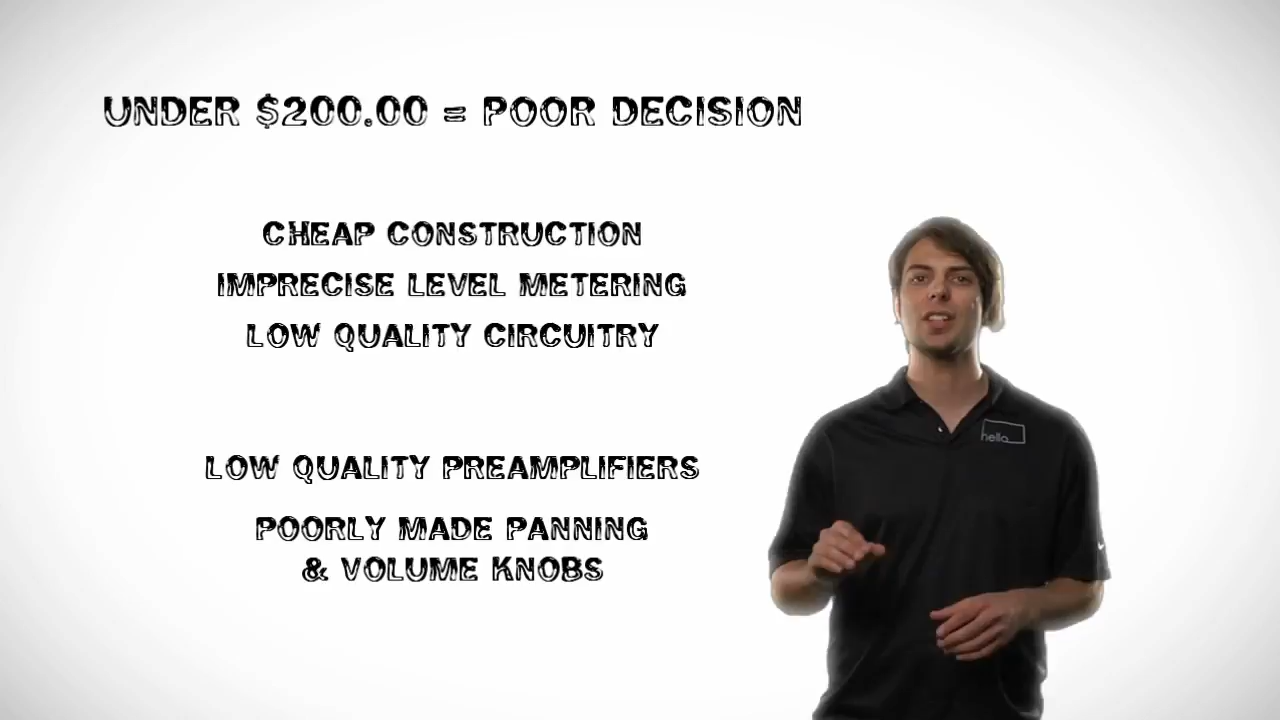 UNDER $200.00 = POOR DECISION
CHEAP CONSTRUCTION
IMPRECISE LEVEL METERING
LOW QUALITY CIRCUITRY
LOW QUALITY PREAMPLIFIERS
POORLY MADE PANNING
& VOLUME KNOBS
hello